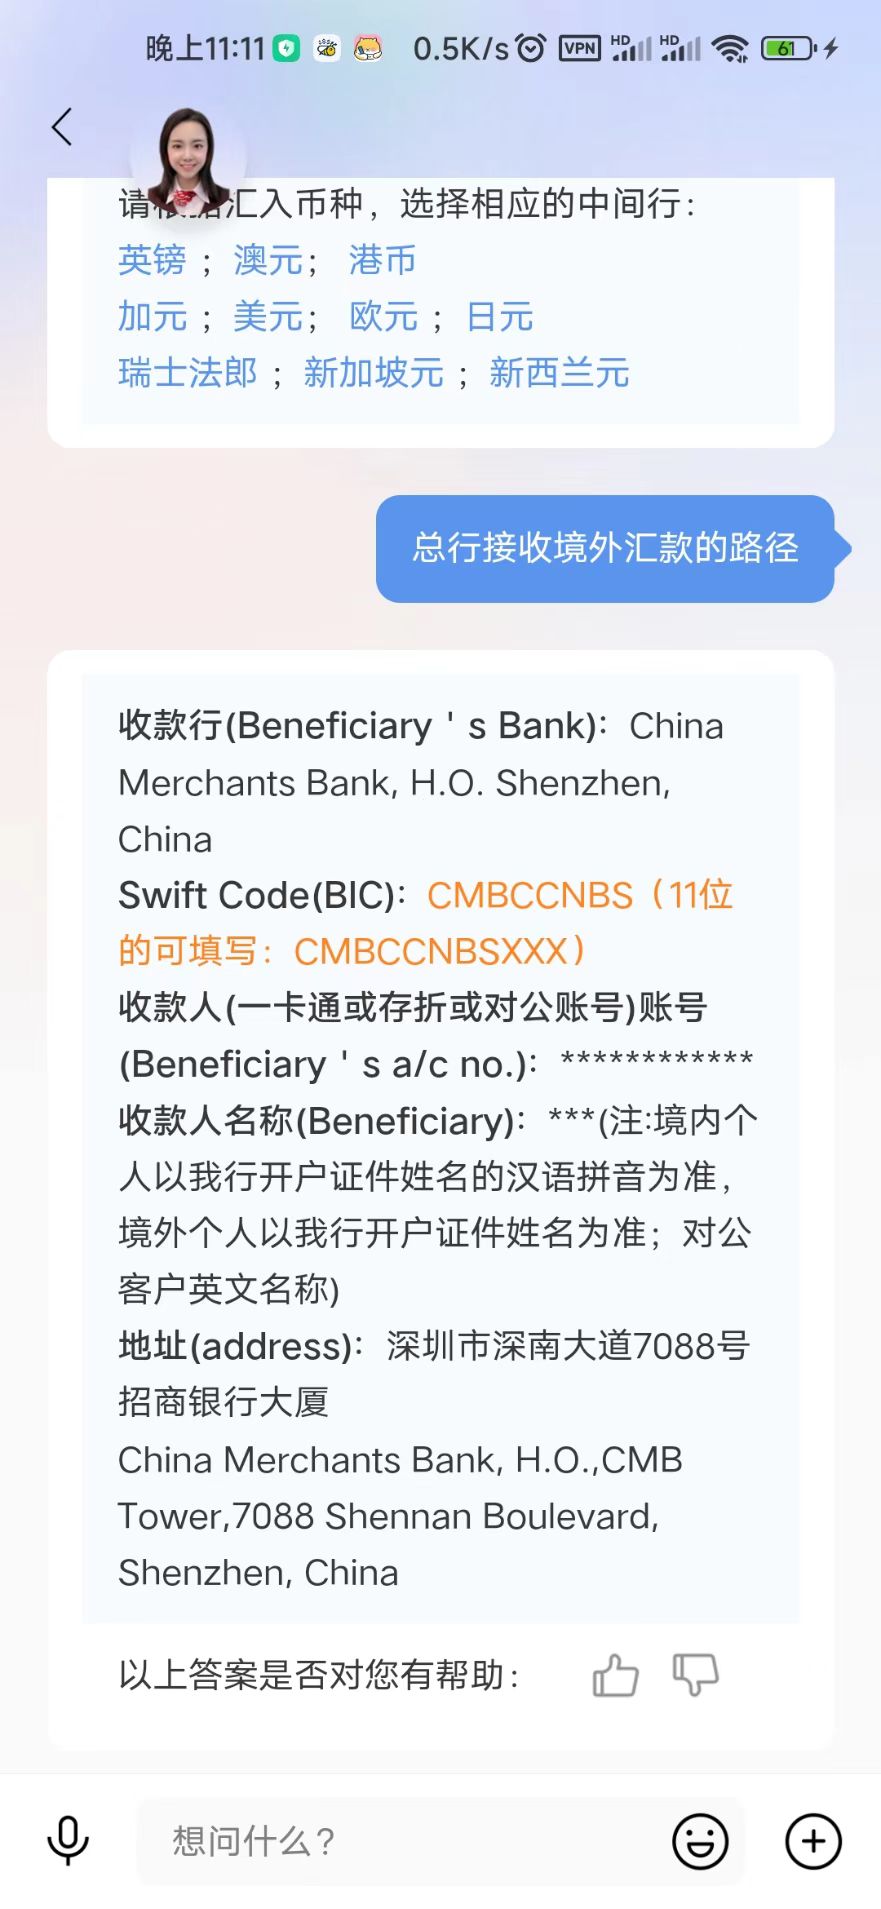 晚上11:11 0.5K/s VPN HD HD 61
请根据汇入币种，选择相应的中间行：
英镑 ；澳元； 港币
加元 ；美元； 欧元 ；日元
瑞士法郎 ；新加坡元 ；新西兰元
总行接收境外汇款的路径
收款行(Beneficiary ' s Bank)：China
Merchants Bank, H.O. Shenzhen,
China
Swift Code(BIC)：CMBCCNBS（11位
的可填写：CMBCCNBSXXX）
收款人(一卡通或存折或对公账号)账号
(Beneficiary ' s a/c no.)：************
收款人名称(Beneficiary)：***(注:境内个
人以我行开户证件姓名的汉语拼音为准，
境外个人以我行开户证件姓名为准；对公
客户英文名称)
地址(address)：深圳市深南大道7088号
招商银行大厦
China Merchants Bank, H.O.,CMB
Tower,7088 Shennan Boulevard,
Shenzhen, China
以上答案是否对您有帮助：
想问什么？